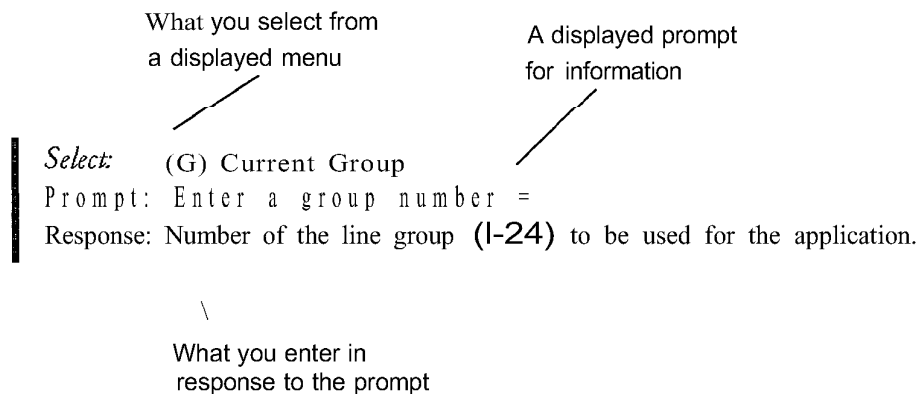 What you select from
a displayed menu
A displayed prompt
for information
Select: (G) Current Group
Prompt: Enter a group number =
Response: Number of the line group (I-24) to be used for the application.
What you enter in
response to the prompt